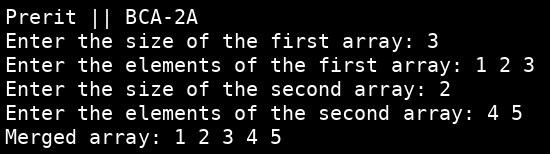 Prerit || BCA-2A
Enter the size of the first array: 3
Enter the elements of the first array: 1 2 3
Enter the size of the second array: 2
Enter the elements of the second array: 4 5
Merged array: 1 2 3 4 5